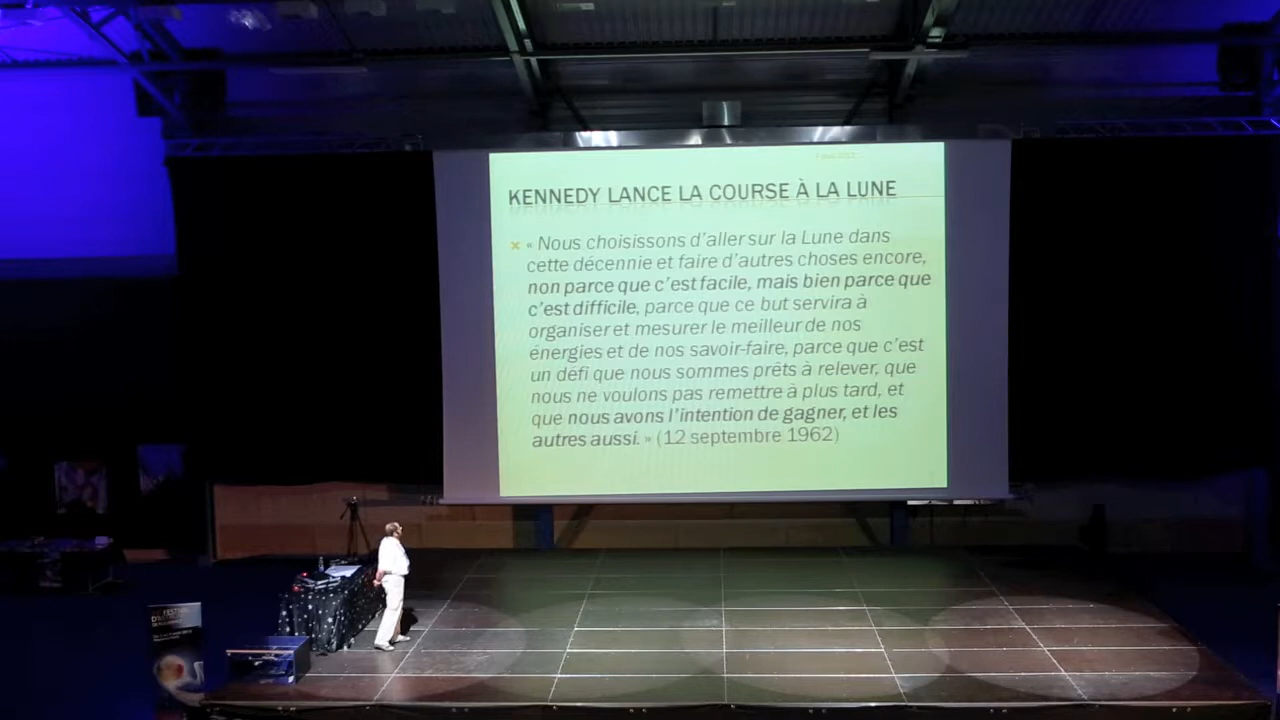 KENNEDY LANCE LA COURSE À LA LUNE
« Nous choisissons d'aller sur la Lune dans
cette décennie et faire d'autres choses encore,
non parce que c'est facile, mais bien parce que
c'est difficile, parce que ce but servira à
organiser et mesurer le meilleur de nos
énergies et de nos savoir-faire, parce que c'est
un défi que nous sommes prêts à relever, que
nous ne voulons pas remettre à plus tard, et
que nous avons l'intention de gagner, et les
autres aussi. » (12 septembre 1962)
FESTIVAL